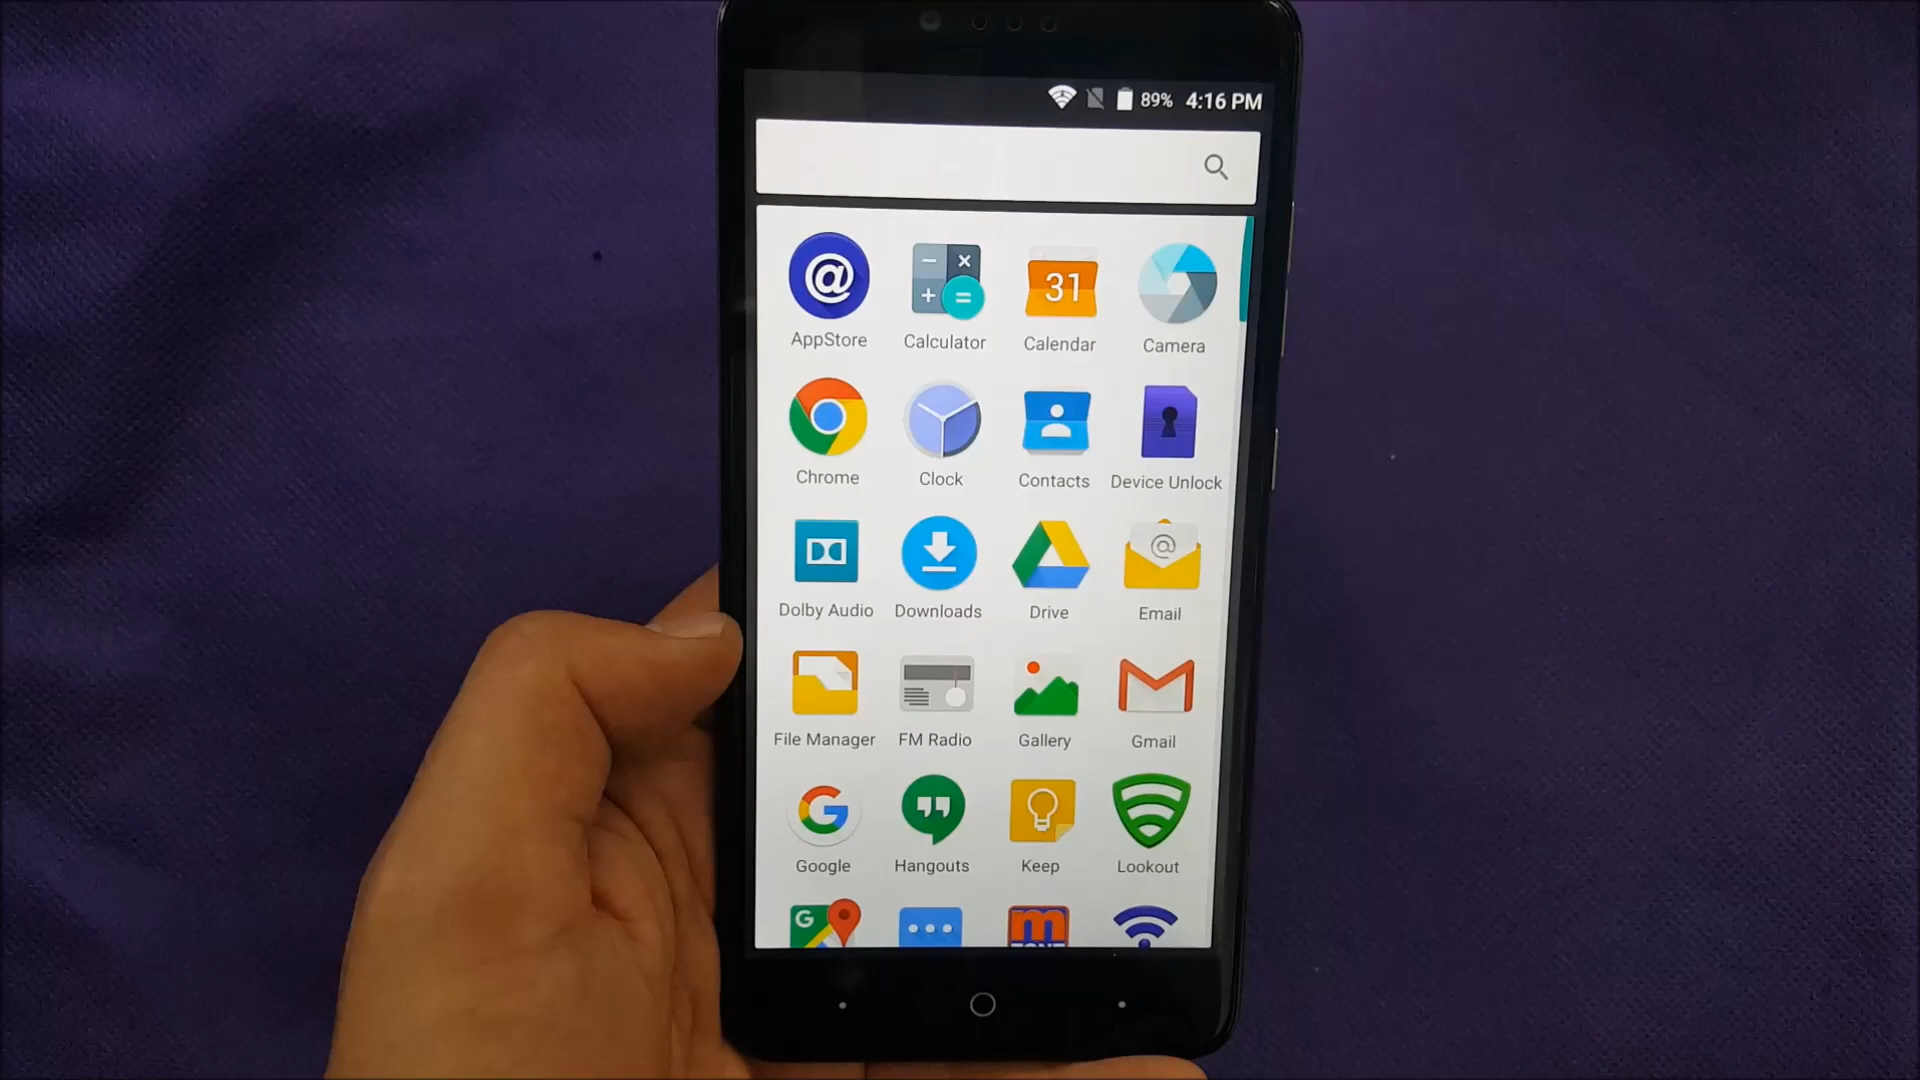 89% 4:16 PM
@ − × + = 31 
AppStore Calculator Calendar Camera
Chrome Clock Contacts Device Unlock
@
Dolby Audio Downloads Drive Email
File Manager FM Radio Gallery Gmail
G
Google Hangouts Keep Lookout
G m